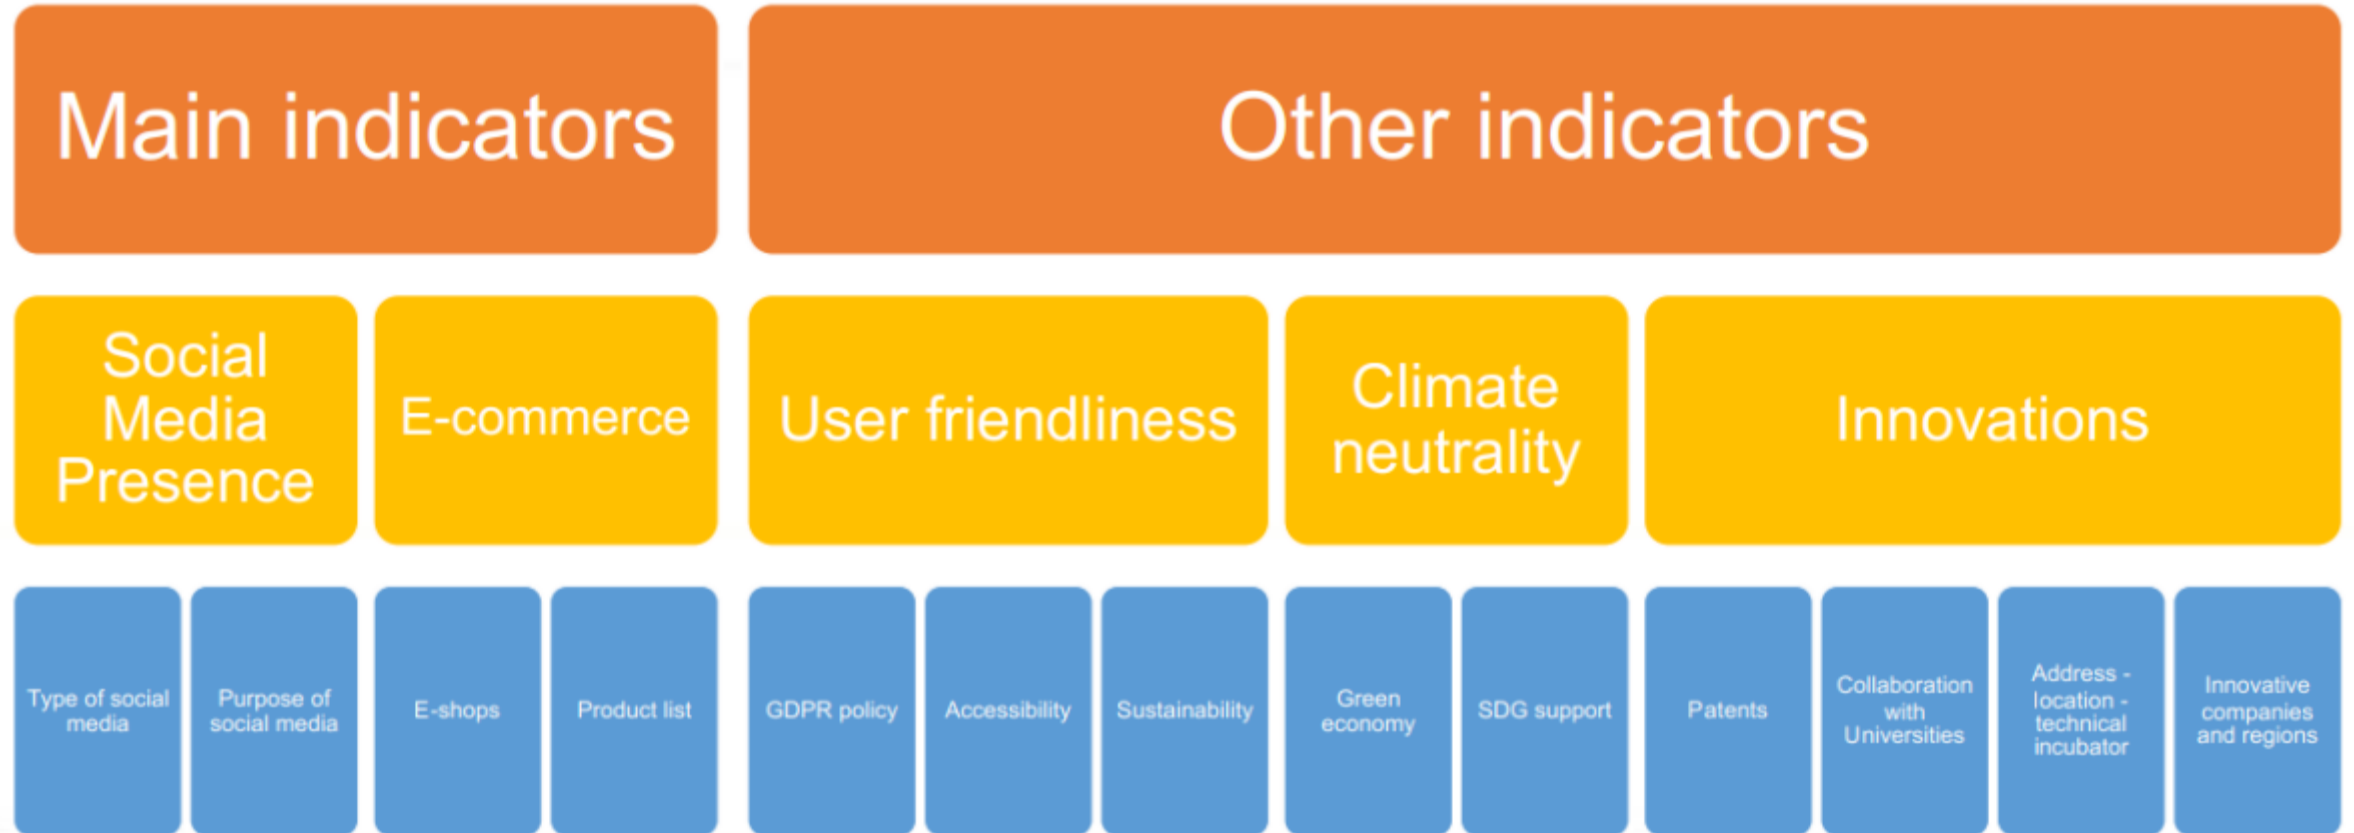 Main indicators
Other indicators
Social
Media
Presence
E-commerce
User friendliness
Climate
neutrality
Innovations
Type of social
media
Purpose of
social media
E-shops
Product list
GDPR policy
Accessibility
Sustainability
Green
economy
SDG support
Patents
Collaboration
with
Universities
Address -
location -
technical
incubator
Innovative
companies
and regions